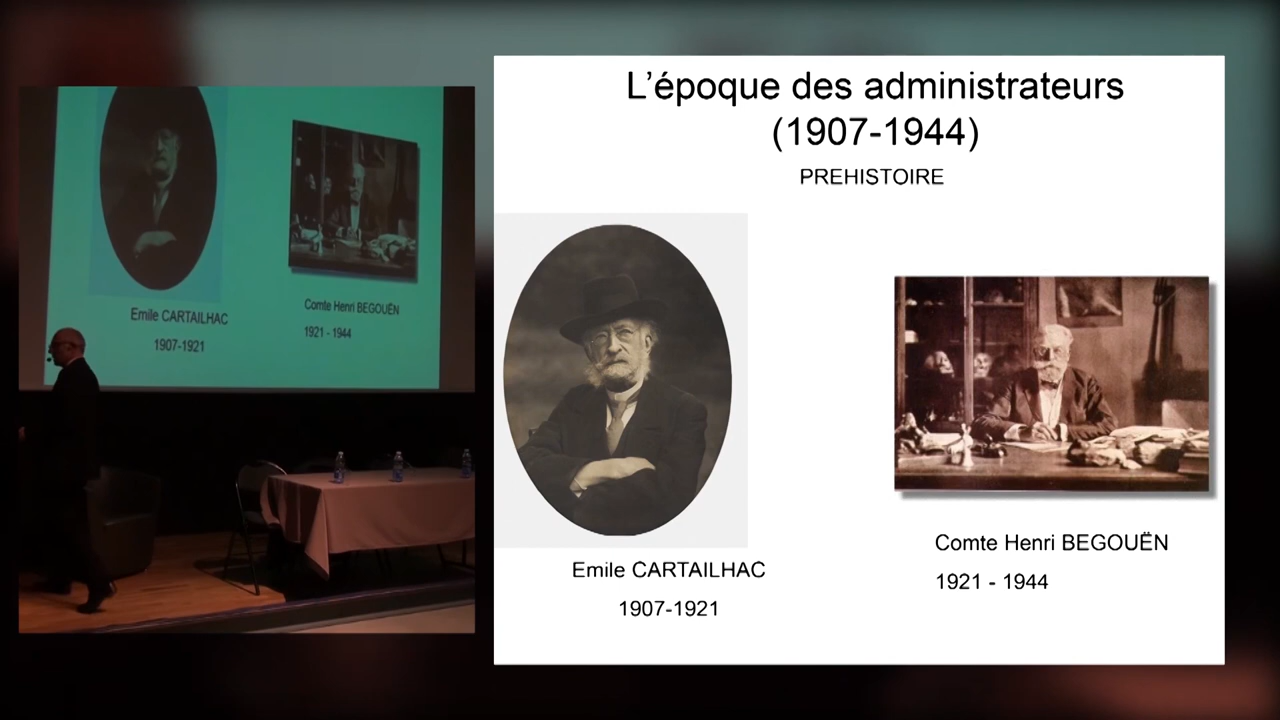 Emile CARTAILHAC
1907-1921
Comte Henri BEGOUËN
1921 - 1944
L’époque des administrateurs
(1907-1944)
PREHISTOIRE
Emile CARTAILHAC
1907-1921
Comte Henri BEGOUËN
1921 - 1944